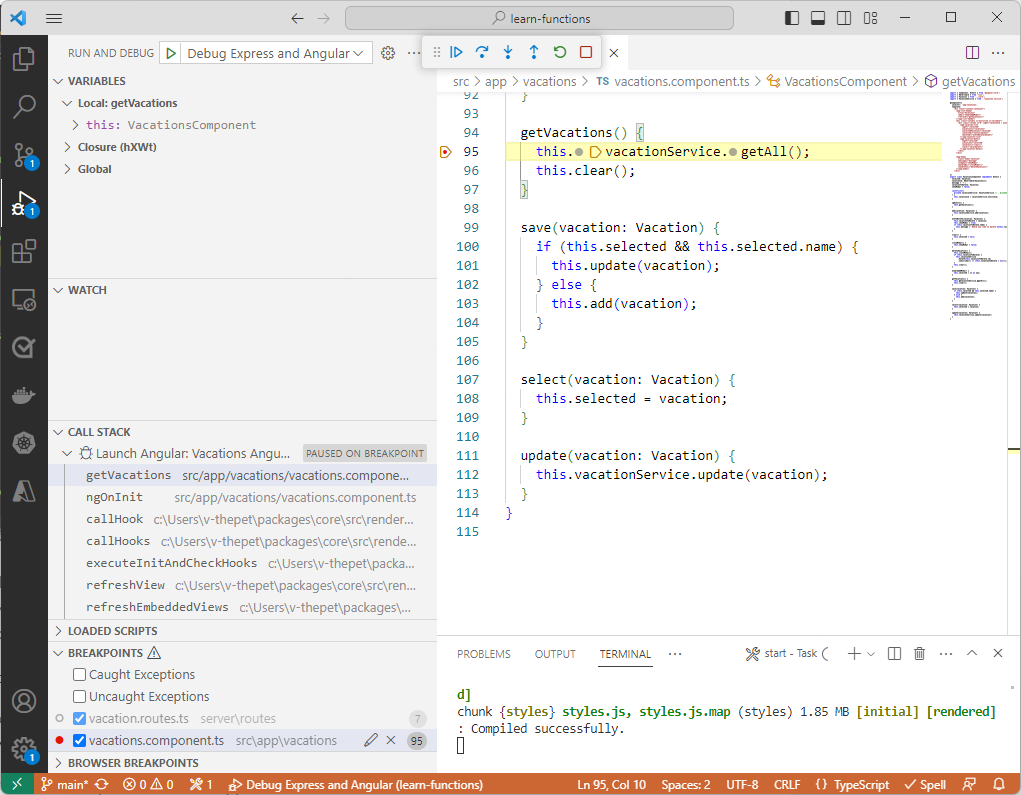 learn-functions
RUN AND DEBUG Debug Express and Angular
VARIABLES
Local: getVacations
this: VacationsComponent
Closure (hXWt)
Global
WATCH
CALL STACK
Launch Angular: Vacations Angu... PAUSED ON BREAKPOINT
getVacations src/app/vacations/vacations.compone...
ngOnInit src/app/vacations/vacations.component.ts
callHook c:\Users\v-thepet\packages\core\src\render...
callHooks c:\Users\v-thepet\packages\core\src\rende...
executeInitAndCheckHooks c:\Users\v-thepet\pac...
refreshView c:\Users\v-thepet\packages\core\src\ren...
refreshEmbeddedViews c:\Users\v-thepet\packages\...
LOADED SCRIPTS
BREAKPOINTS
Caught Exceptions
Uncaught Exceptions
vacation.routes.ts server\routes 7
vacations.component.ts src\app\vacations 95
BROWSER BREAKPOINTS
1
1
1
src > app > vacations > TS vacations.component.ts > VacationsComponent > getVacations
92 }
93
94 getVacations() {
95 this. vacationService. getAll();
96 this.clear();
97 }
98
99 save(vacation: Vacation) {
100 if (this.selected && this.selected.name) {
101 this.update(vacation);
102 } else {
103 this.add(vacation);
104 }
105 }
106
107 select(vacation: Vacation) {
108 this.selected = vacation;
109 }
110
111 update(vacation: Vacation) {
112 this.vacationService.update(vacation);
113 }
114 }
115
PROBLEMS OUTPUT TERMINAL ... start - Task
d]
chunk {styles} styles.js, styles.js.map (styles) 1.85 MB [initial] [rendered]
: Compiled successfully.
main* 0 0 1 Debug Express and Angular (learn-functions) Ln 95, Col 10 Spaces: 2 UTF-8 CRLF {} TypeScript Spell